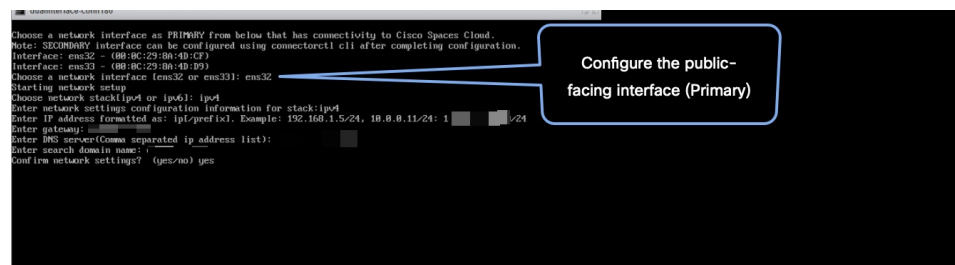 dualinterface-conn180
Choose a network interface as PRIMARY from below that has connectivity to Cisco Spaces Cloud.
Note: SECONDARY interface can be configured using connectorctl cli after completing configuration.
Interface: ens32 - (00:0C:29:8A:4D:CF)
Interface: ens33 - (00:0C:29:8A:4D:D9)
Choose a network interface [ens32 or ens33]: ens32
Starting network setup
Choose network stack[ipv4 or ipv6]: ipv4
Enter network settings configuration information for stack:ipv4
Enter IP address formatted as: ip[/prefix]. Example: 192.168.1.5/24, 10.0.0.11/24: 1 /24
Enter gateway:
Enter DNS server(Comma separated ip address list):
Enter search domain name:
Confirm network settings? (yes/no) yes
Configure the public-
facing interface (Primary)